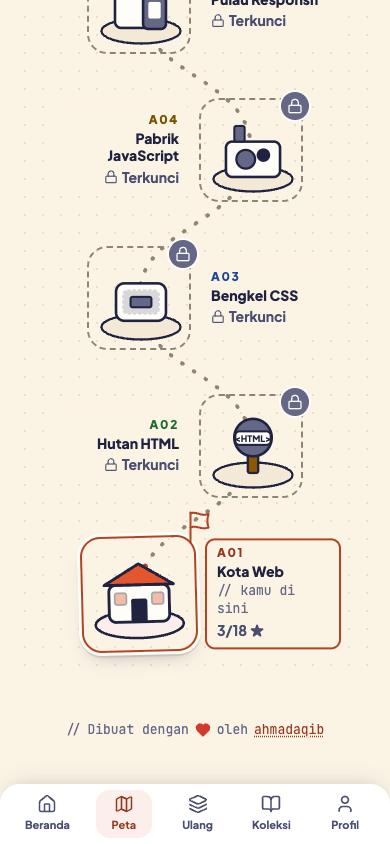 Pulau Responsif
Terkunci
A04
Pabrik
JavaScript
Terkunci
A03
Bengkel CSS
Terkunci
A02
Hutan HTML
Terkunci
<HTML>
A01
Kota Web
// kamu di
sini
3/18
// Dibuat dengan oleh ahmadaqib
Beranda
Peta
Ulang
Koleksi
Profil